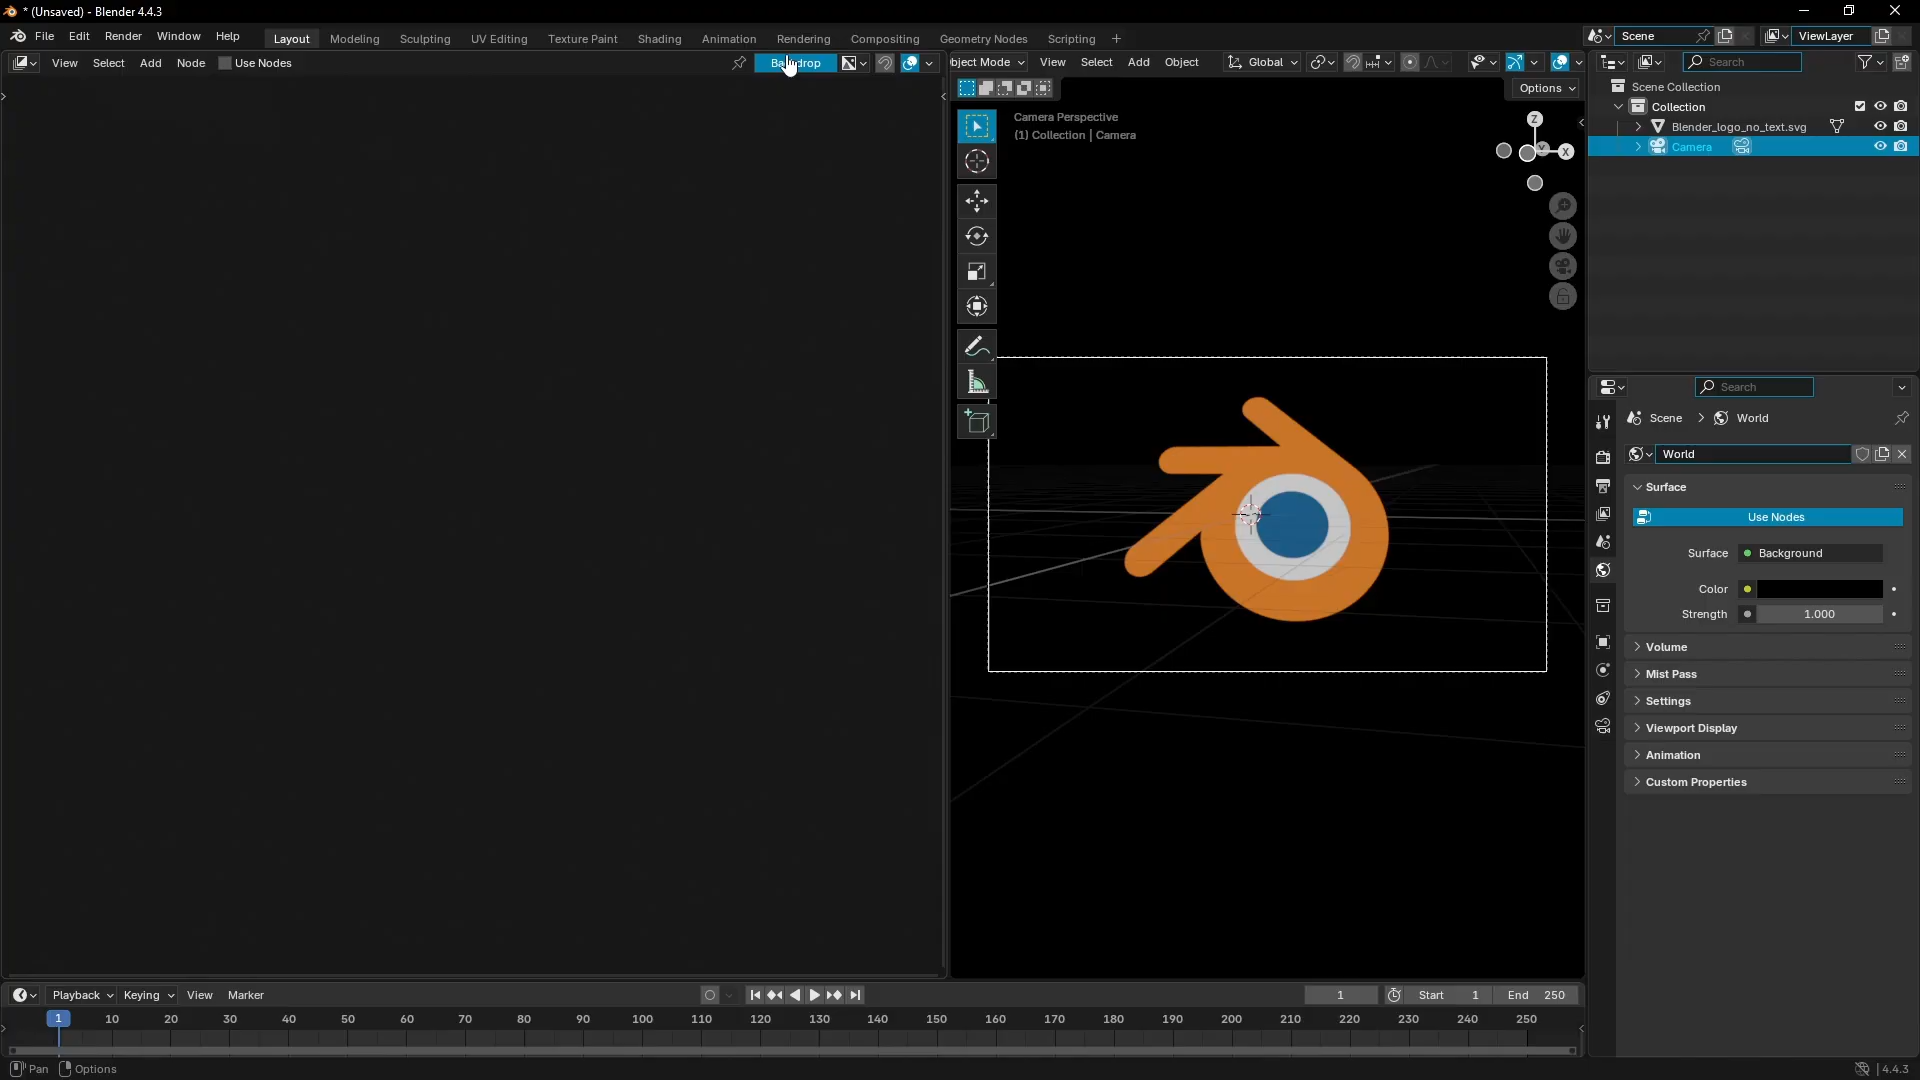 * (Unsaved) - Blender 4.4.3
File Edit Render Window Help
Layout Modeling Sculpting UV Editing Texture Paint Shading Animation Rendering Compositing Geometry Nodes Scripting +
Scene
ViewLayer
View Select Add Node Use Nodes
bject Mode View Select Add Object Global
Search
Options
Camera Perspective
(1) Collection | Camera
Z
X
Scene Collection
Collection
Blender_logo_no_text.svg
Camera
Search
Scene > World
World
Surface
Use Nodes
Surface Background
Color
Strength 1.000
Volume
Mist Pass
Settings
Viewport Display
Animation
Custom Properties
Playback Keying View Marker
1 Start 1 End 250
1 10 20 30 40 50 60 70 80 90 100 110 120 130 140 150 160 170 180 190 200 210 220 230 240 250
Pan Options
4.4.3